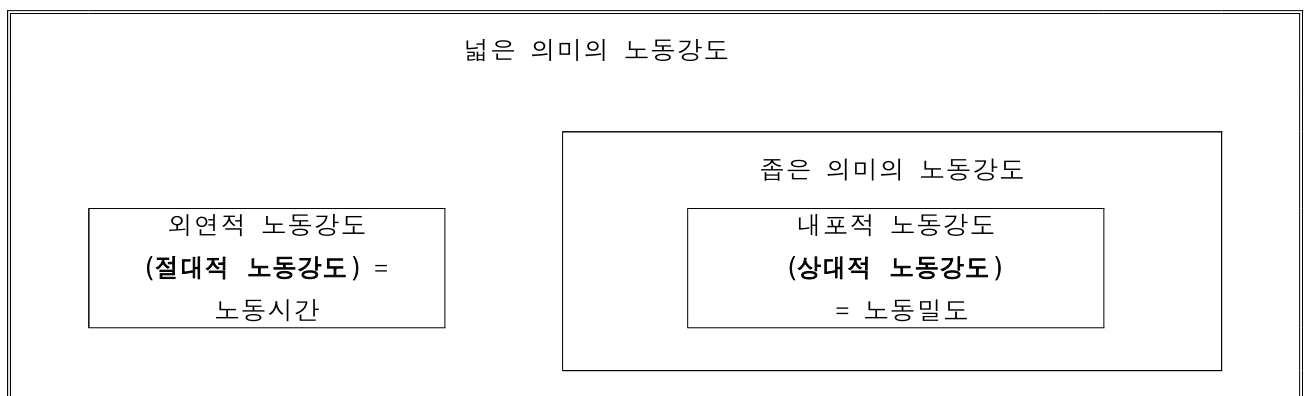 넓은 의미의 노동강도
좁은 의미의 노동강도
외연적 노동강도
(절대적 노동강도) =
노동시간
내포적 노동강도
(상대적 노동강도)
= 노동밀도